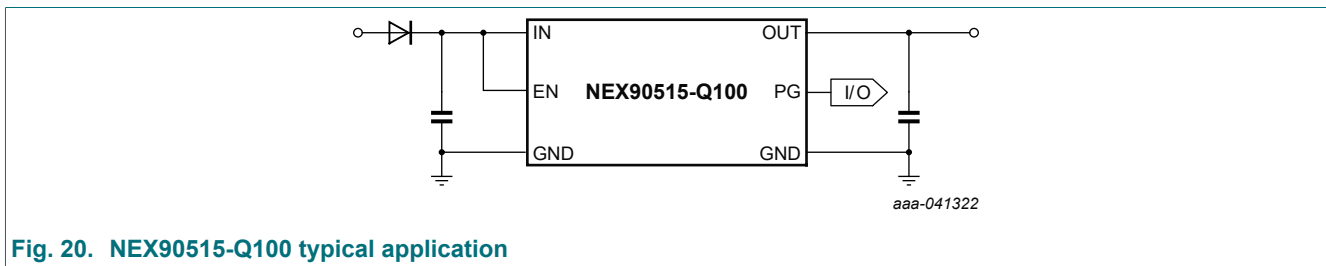 IN OUT
EN NEX90515-Q100 PG I/O
GND GND
aaa-041322
Fig. 20. NEX90515-Q100 typical application